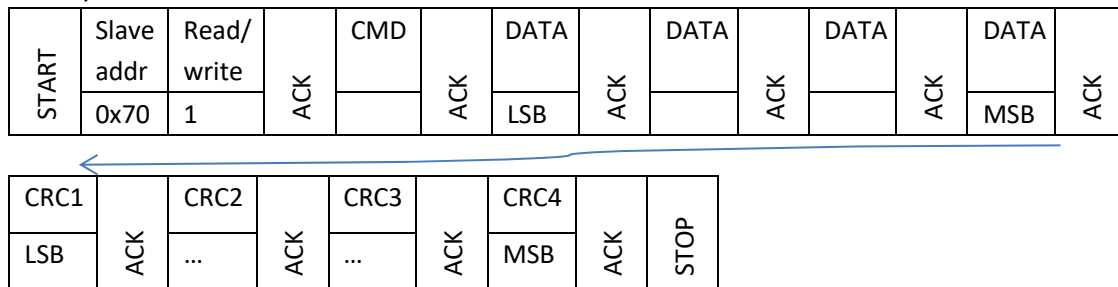 START Slave addr Read/ write ACK CMD ACK DATA ACK DATA ACK DATA ACK DATA ACK
0x70 1 LSB MSB
CRC1 ACK CRC2 ACK CRC3 ACK CRC4 ACK STOP
LSB ... ... MSB